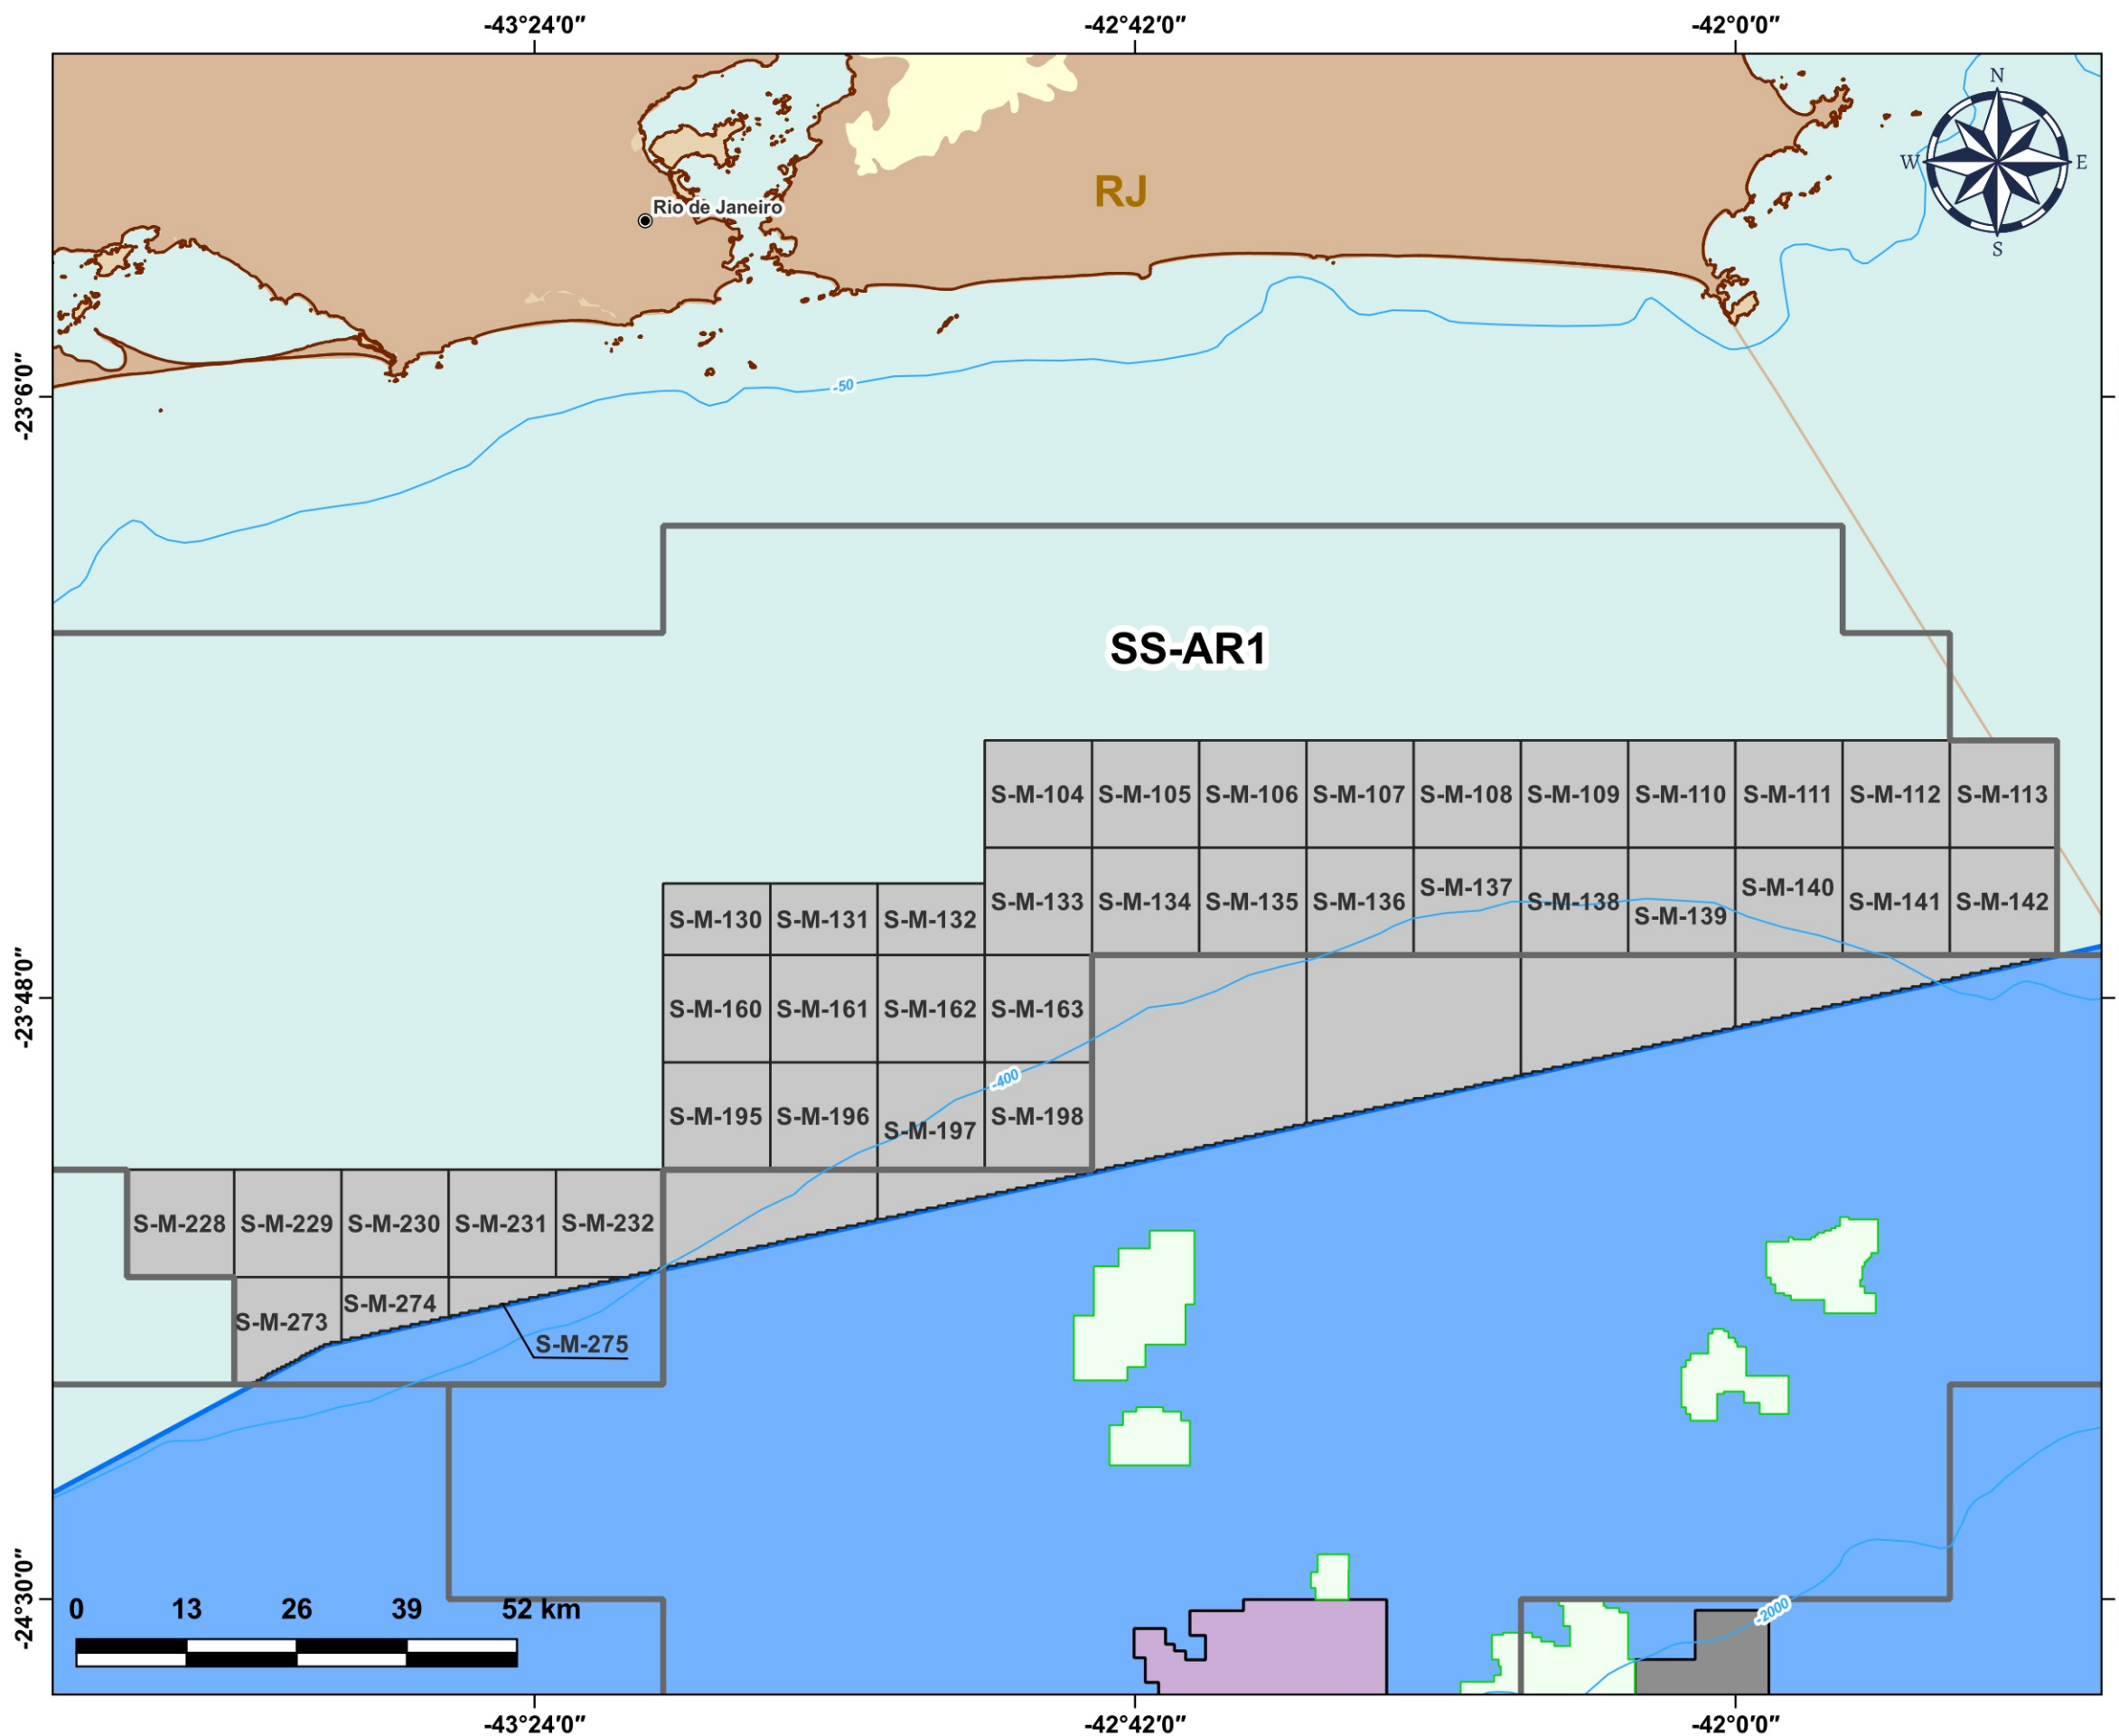 -43°24′0″ -42°42′0″ -42°0′0″
N
W E
S
RJ
Rio de Janeiro
-23°6′0″
-50
SS-AR1
S-M-104 S-M-105 S-M-106 S-M-107 S-M-108 S-M-109 S-M-110 S-M-111 S-M-112 S-M-113
S-M-133 S-M-134 S-M-135 S-M-136 S-M-137 S-M-138 S-M-139 S-M-140 S-M-141 S-M-142
S-M-130 S-M-131 S-M-132
-23°48′0″
S-M-160 S-M-161 S-M-162 S-M-163
-400
S-M-195 S-M-196 S-M-197 S-M-198
S-M-228 S-M-229 S-M-230 S-M-231 S-M-232
S-M-273 S-M-274
S-M-275
-24°30′0″
-2000
0 13 26 39 52 km
-43°24′0″ -42°42′0″ -42°0′0″